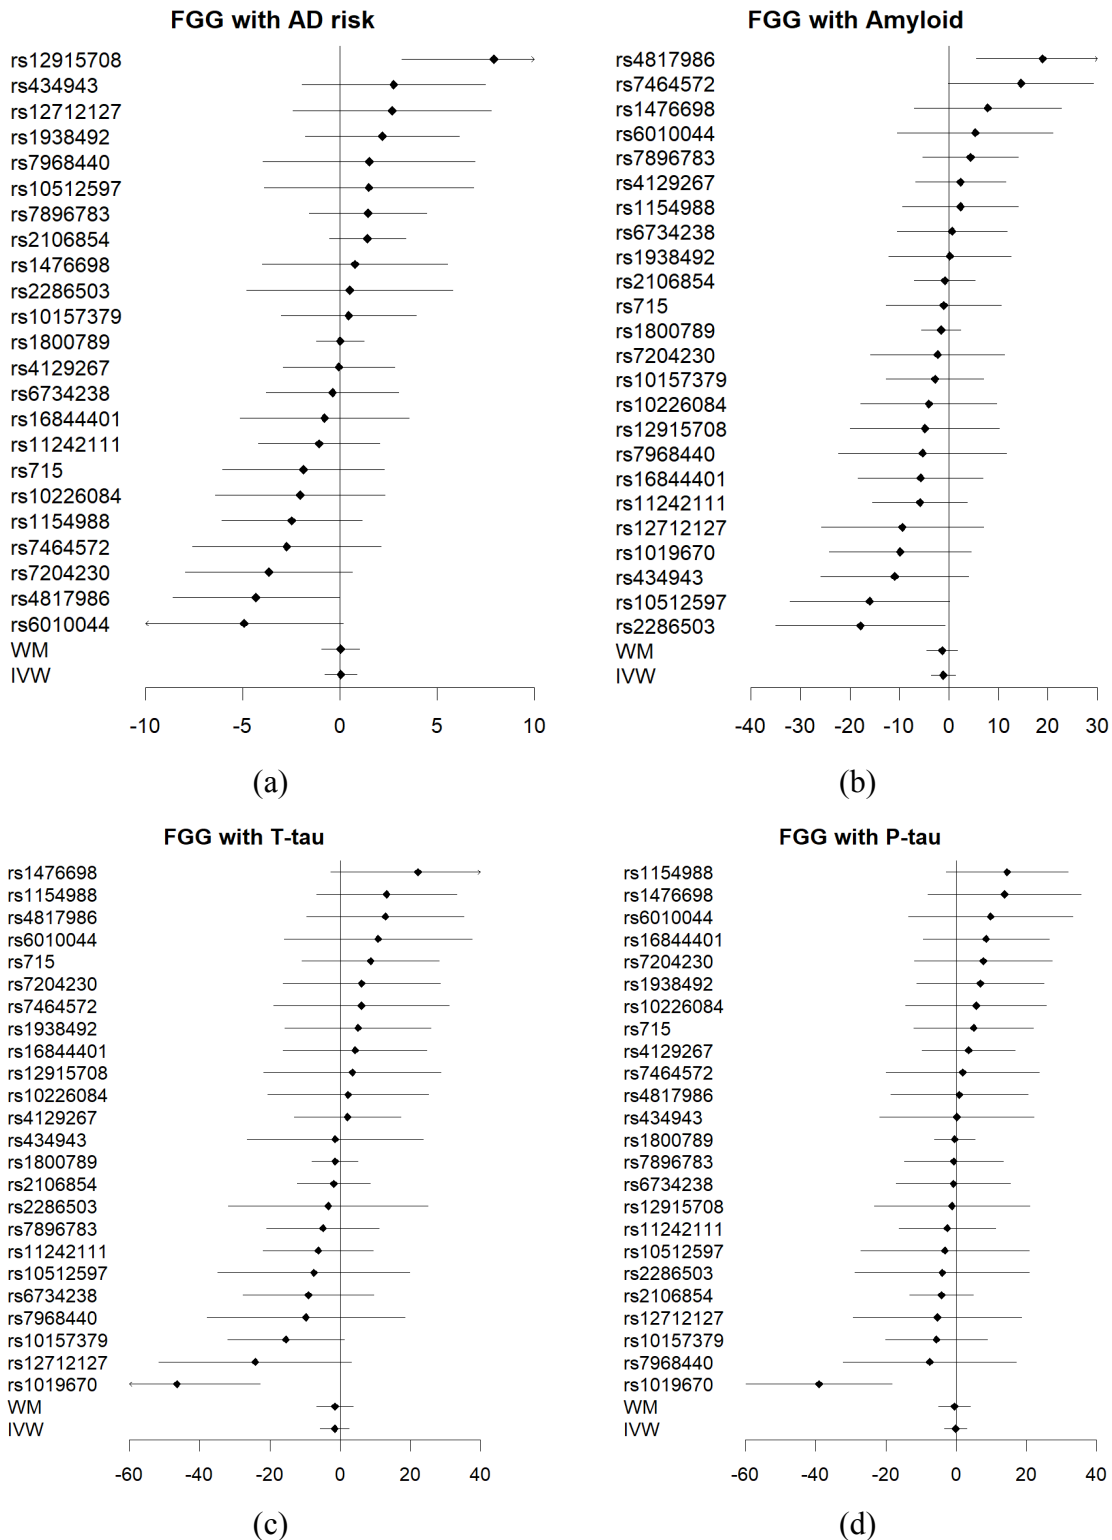 FGG with AD risk
rs12915708
rs434943
rs12712127
rs1938492
rs7968440
rs10512597
rs7896783
rs2106854
rs1476698
rs2286503
rs10157379
rs1800789
rs4129267
rs6734238
rs16844401
rs11242111
rs715
rs10226084
rs1154988
rs7464572
rs7204230
rs4817986
rs6010044
WM
IVW
-10 -5 0 5 10
(a)
FGG with Amyloid
rs4817986
rs7464572
rs1476698
rs6010044
rs7896783
rs4129267
rs1154988
rs6734238
rs1938492
rs2106854
rs715
rs1800789
rs7204230
rs10157379
rs10226084
rs12915708
rs7968440
rs16844401
rs11242111
rs12712127
rs1019670
rs434943
rs10512597
rs2286503
WM
IVW
-40 -30 -20 -10 0 10 20 30
(b)
FGG with T-tau
rs1476698
rs1154988
rs4817986
rs6010044
rs715
rs7204230
rs7464572
rs1938492
rs16844401
rs12915708
rs10226084
rs4129267
rs434943
rs1800789
rs2106854
rs2286503
rs7896783
rs11242111
rs10512597
rs6734238
rs7968440
rs10157379
rs12712127
rs1019670
WM
IVW
-60 -40 -20 0 20 40
(c)
FGG with P-tau
rs1154988
rs1476698
rs6010044
rs16844401
rs7204230
rs1938492
rs10226084
rs715
rs4129267
rs7464572
rs4817986
rs434943
rs1800789
rs7896783
rs6734238
rs12915708
rs11242111
rs10512597
rs2286503
rs2106854
rs12712127
rs10157379
rs7968440
rs1019670
WM
IVW
-60 -40 -20 0 20 40
(d)